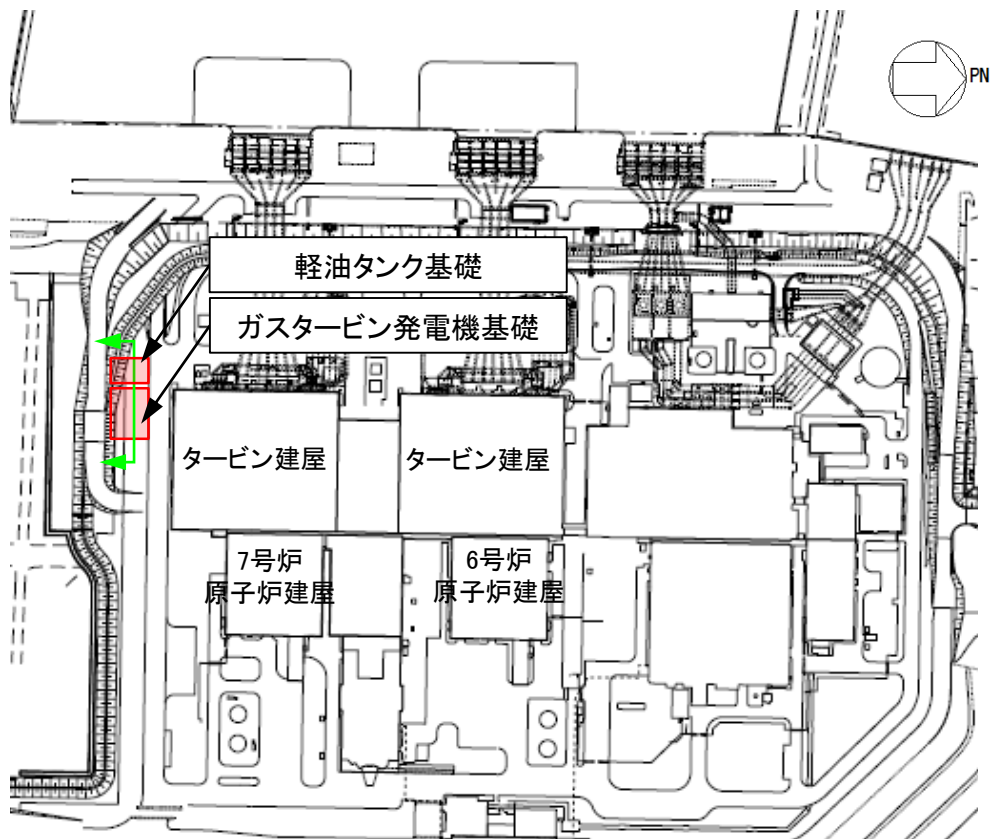 PN
軽油タンク基礎
ガスタービン発電機基礎
タービン建屋
タービン建屋
7号炉
原子炉建屋
6号炉
原子炉建屋